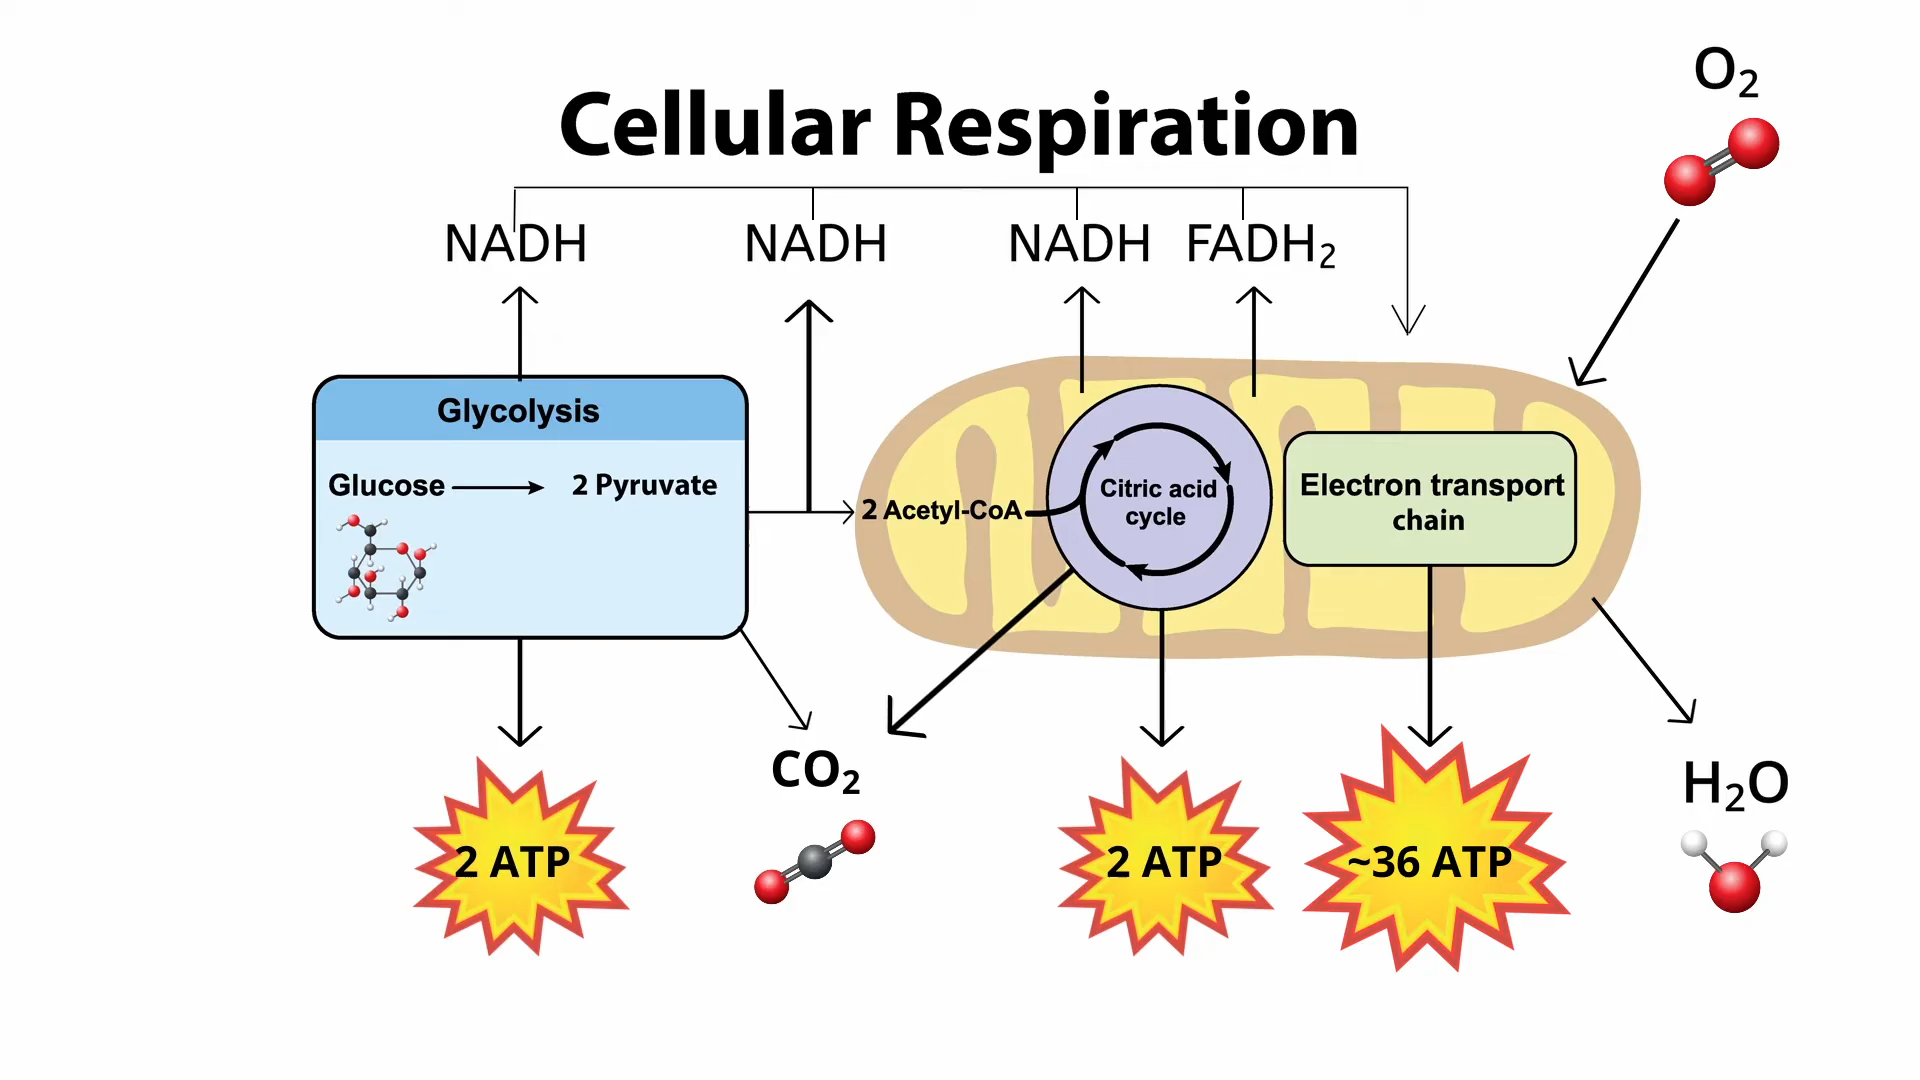 O₂
Cellular Respiration
NADH
NADH
NADH
FADH₂
Glycolysis
Glucose
2 Pyruvate
2 Acetyl-CoA
Citric acid
cycle
Electron transport
chain
CO₂
H₂O
2 ATP
2 ATP
~36 ATP